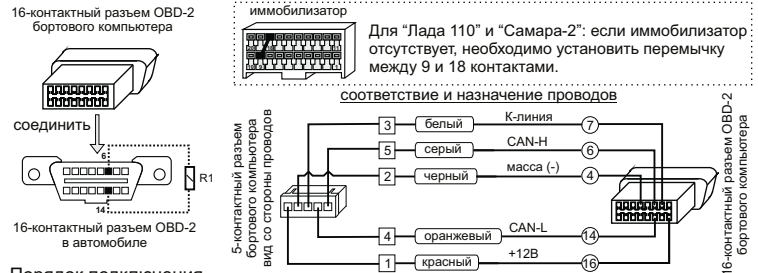 16-контактный разъем OBD-2
бортового компьютера
соединить
6
R1
14
16-контактный разъем OBD-2
в автомобиле
иммобилизатор
Для “Лада 110” и “Самара-2”: если иммобилизатор
отсутствует, необходимо установить перемычку
между 9 и 18 контактами.
соответствие и назначение проводов
5-контактный разъем
бортового компьютера
вид со стороны проводов
3 белый К-линия 7
5 серый CAN-H 6
2 черный масса (-) 4
4 оранжевый CAN-L 14
1 красный +12В 16
16-контактный разъем OBD-2
бортового компьютера
Порядок подключения